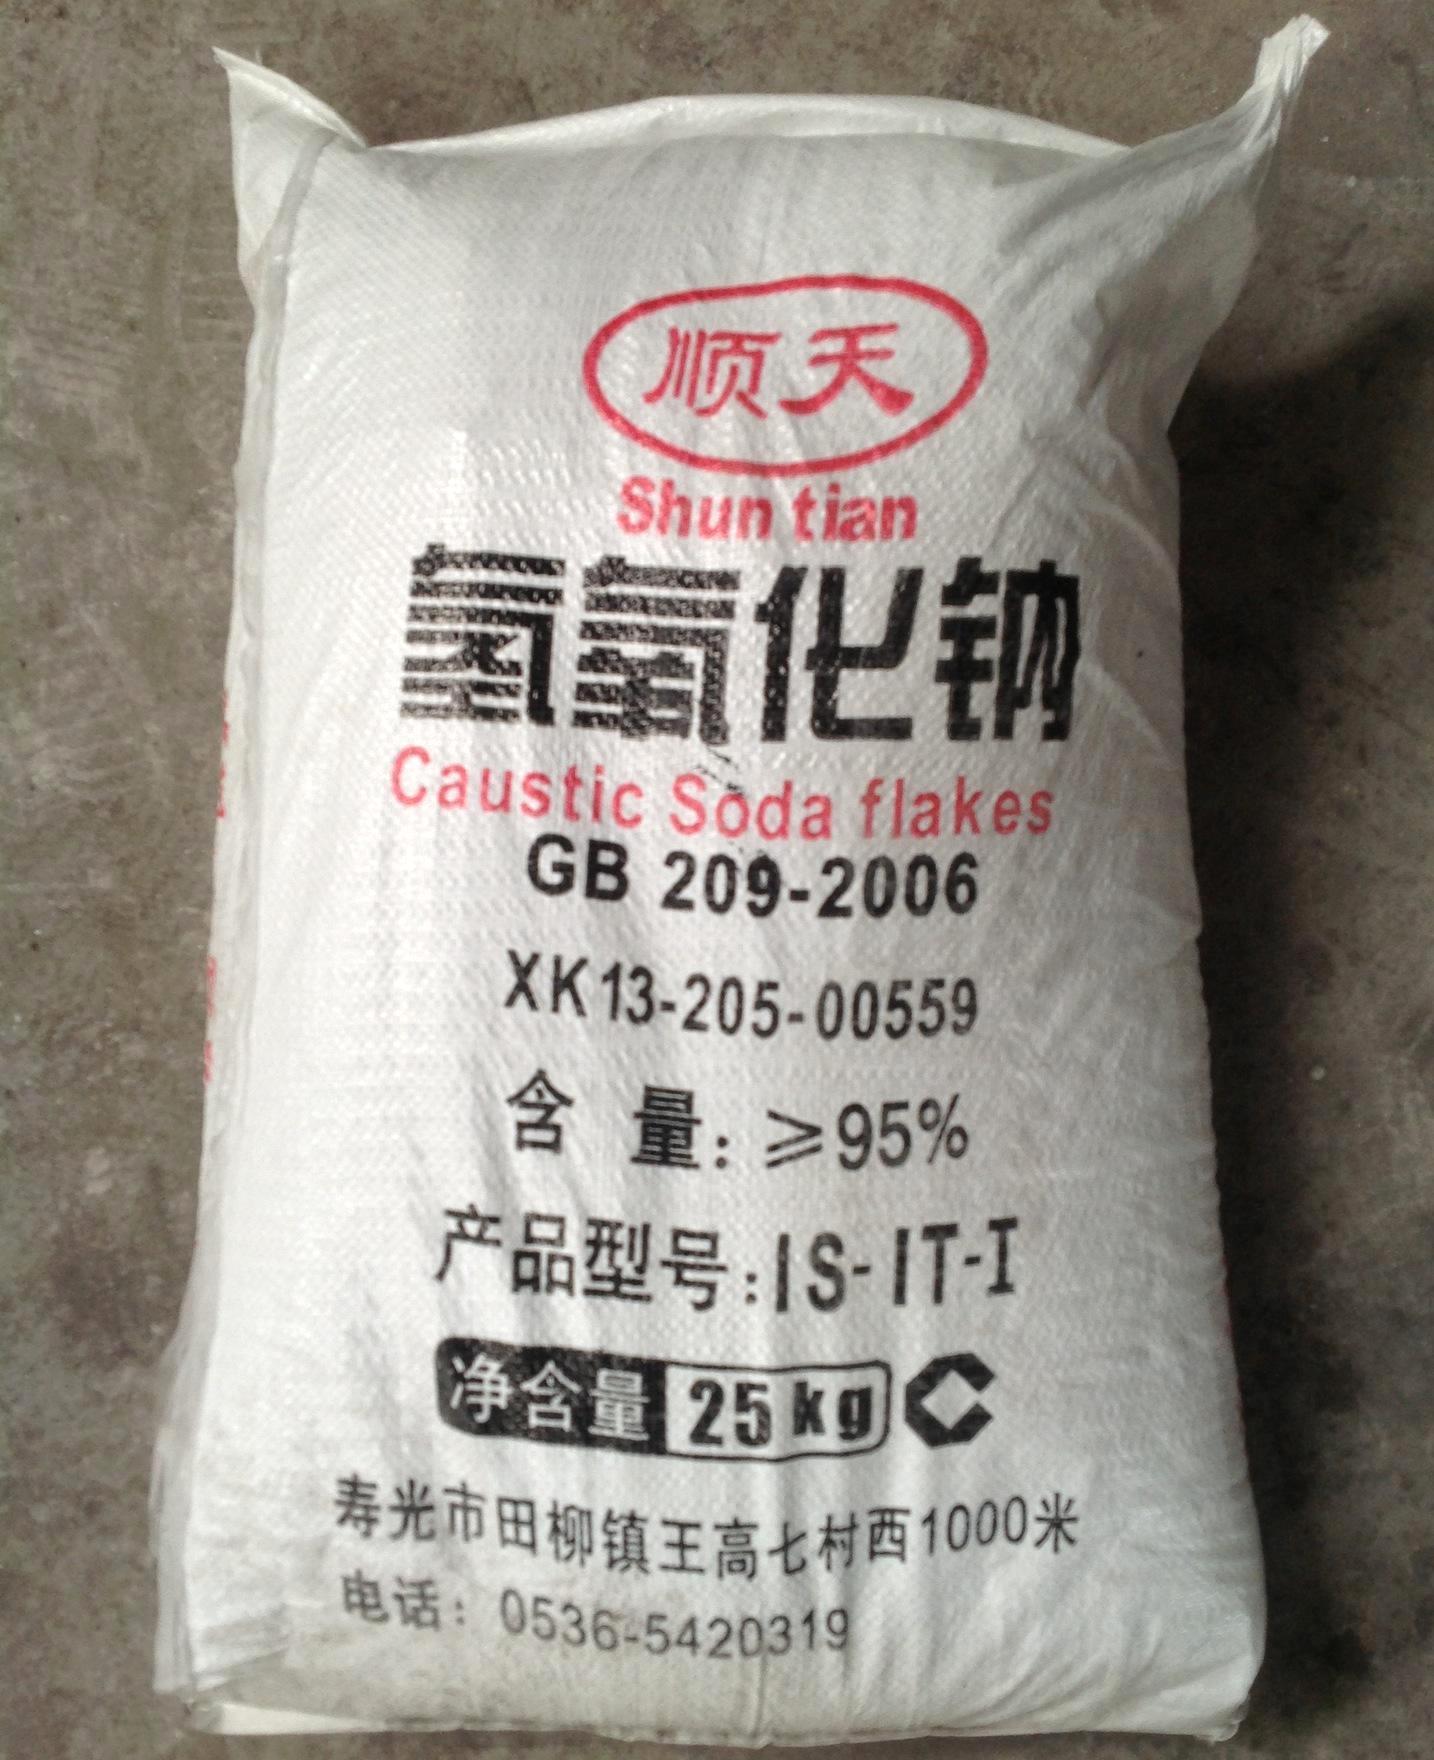 顺天
Shun tian
氢氧化钠
Caustic Soda flakes
GB 209-2006
XK13-205-00559
含 量：≥95%
产品型号：IS-IT-I
净含量 25kg C
寿光市田柳镇王高七村西1000米
电话：0536-5420319